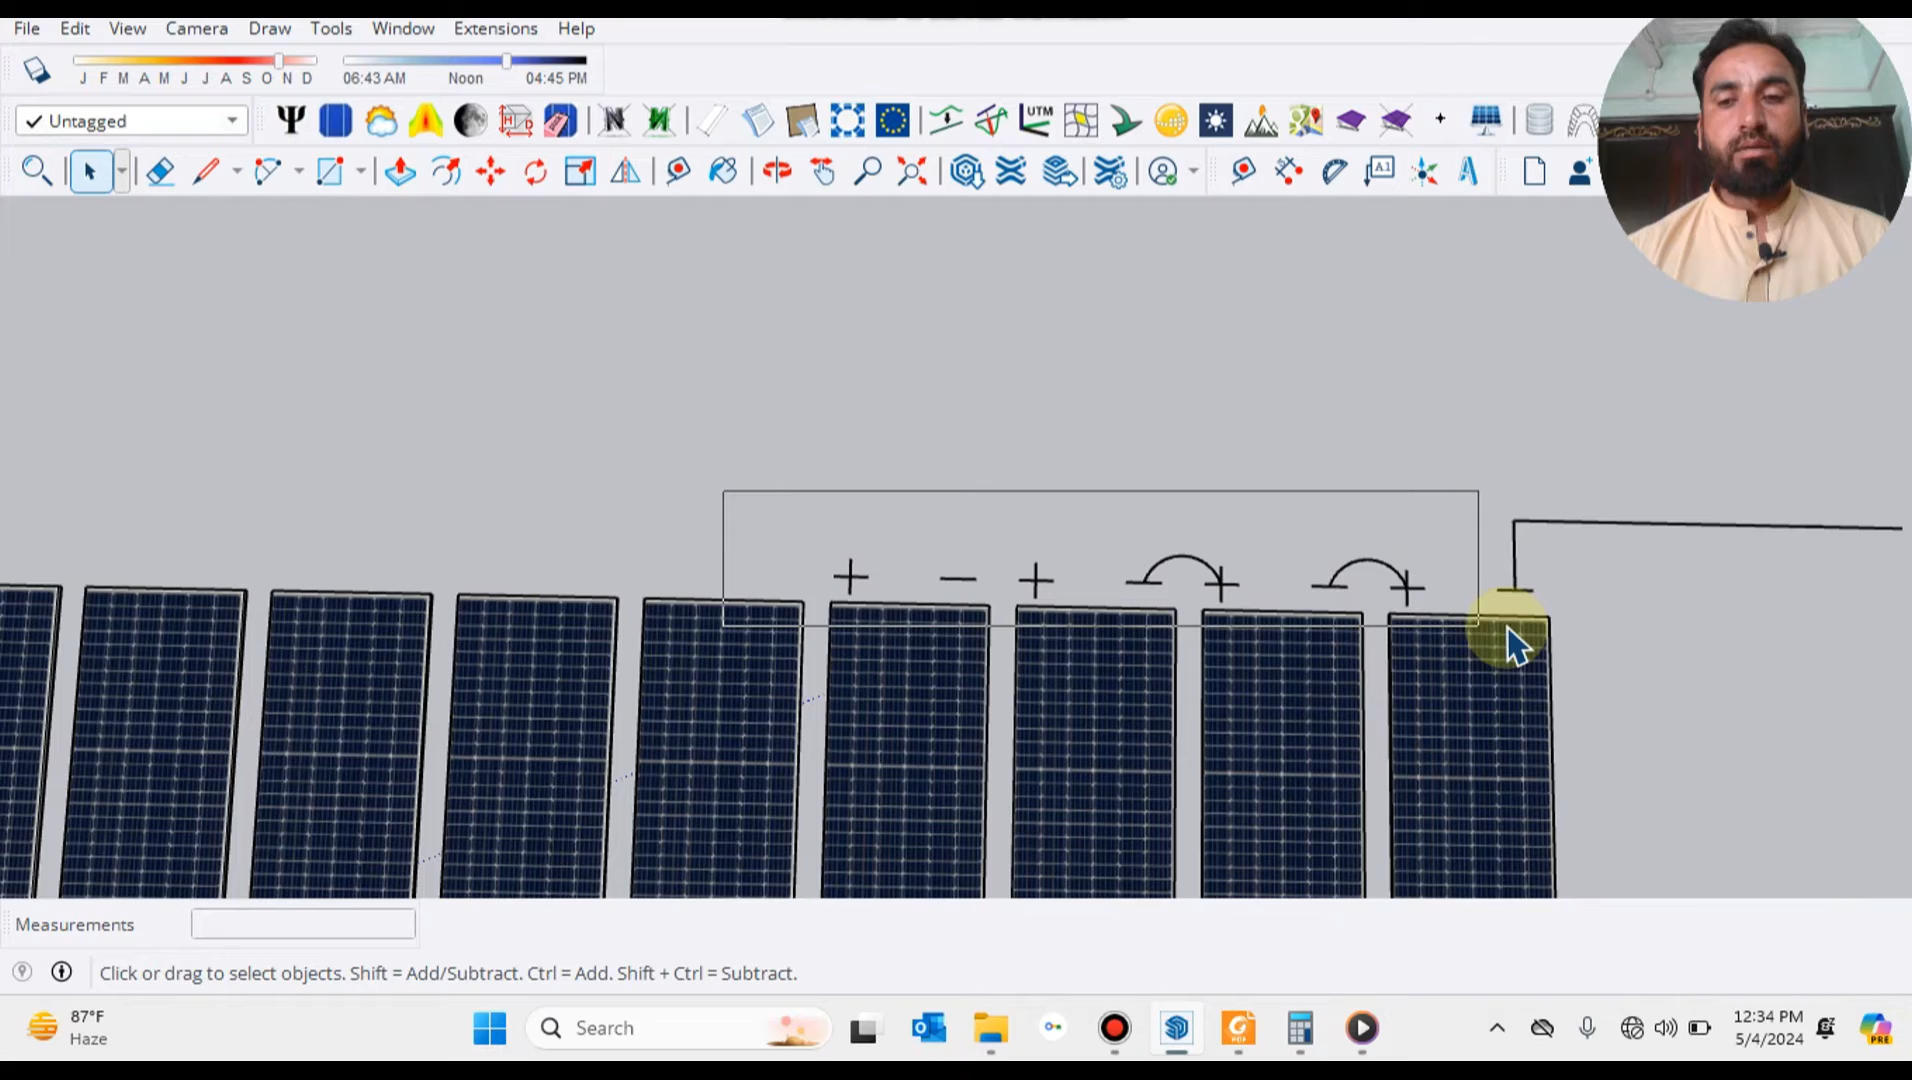 File Edit View Camera Draw Tools Window Extensions Help
J F M A M J J A S O N D 06:43 AM Noon 04:45 PM
Untagged
UTM
A1
Measurements
Click or drag to select objects. Shift = Add/Subtract. Ctrl = Add. Shift + Ctrl = Subtract.
87°F
Haze
Search
12:34 PM
5/4/2024
PRE